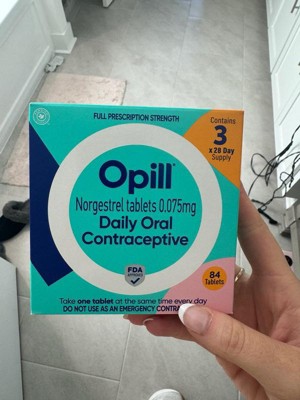 FULL PRESCRIPTION STRENGTH
Contains
3
x 28 Day
Supply
Opill
Norgestrel tablets 0.075mg
Daily Oral
Contraceptive
FDA
84
Tablets
Take one tablet at the same time every day
DO NOT USE AS AN EMERGENCY